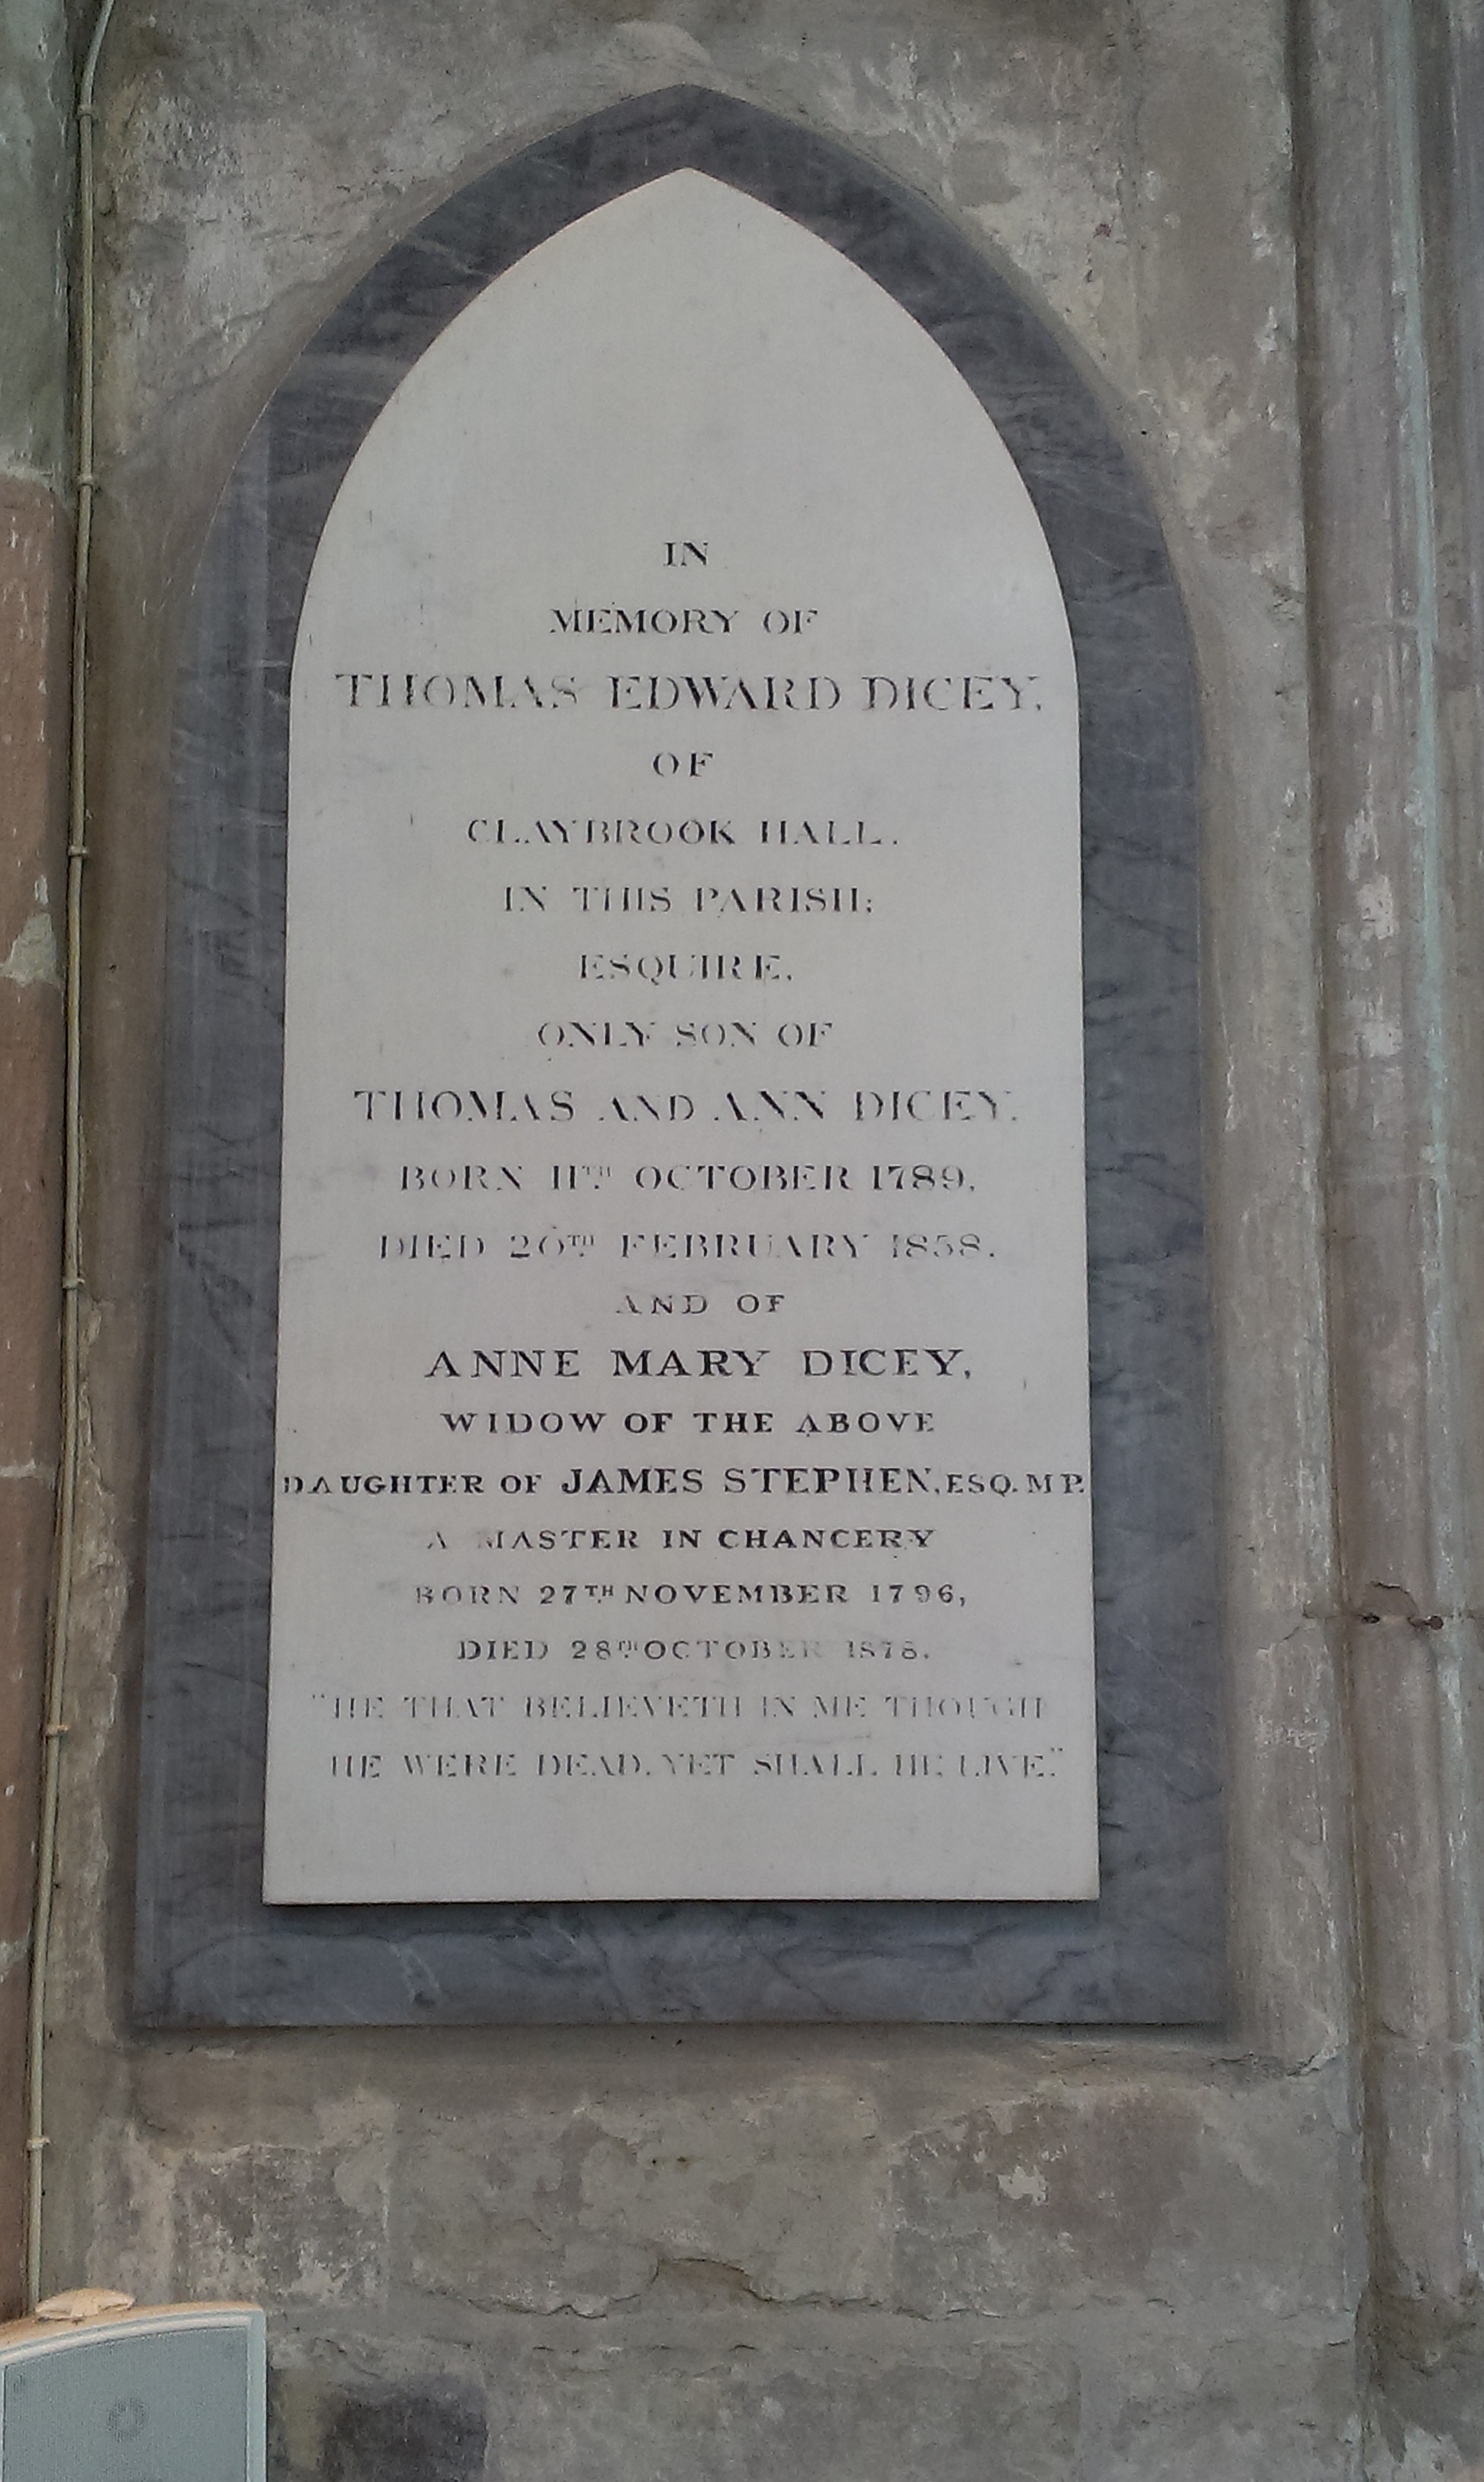 IN
MEMORY OF
THOMAS EDWARD DICEY,
OF
CLAYBROOK HALL,
IN THIS PARISH;
ESQUIRE,
ONLY SON OF
THOMAS AND ANN DICEY.
BORN 11TH OCTOBER 1789,
DIED 20TH FEBRUARY 1858.
AND OF
ANNE MARY DICEY,
WIDOW OF THE ABOVE
DAUGHTER OF JAMES STEPHEN, ESQ. M P.
A MASTER IN CHANCERY
BORN 27TH NOVEMBER 1796,
DIED 28TH OCTOBER 1878.
"HE THAT BELIEVETH IN ME THOUGH
HE WERE DEAD, YET SHALL HE LIVE."